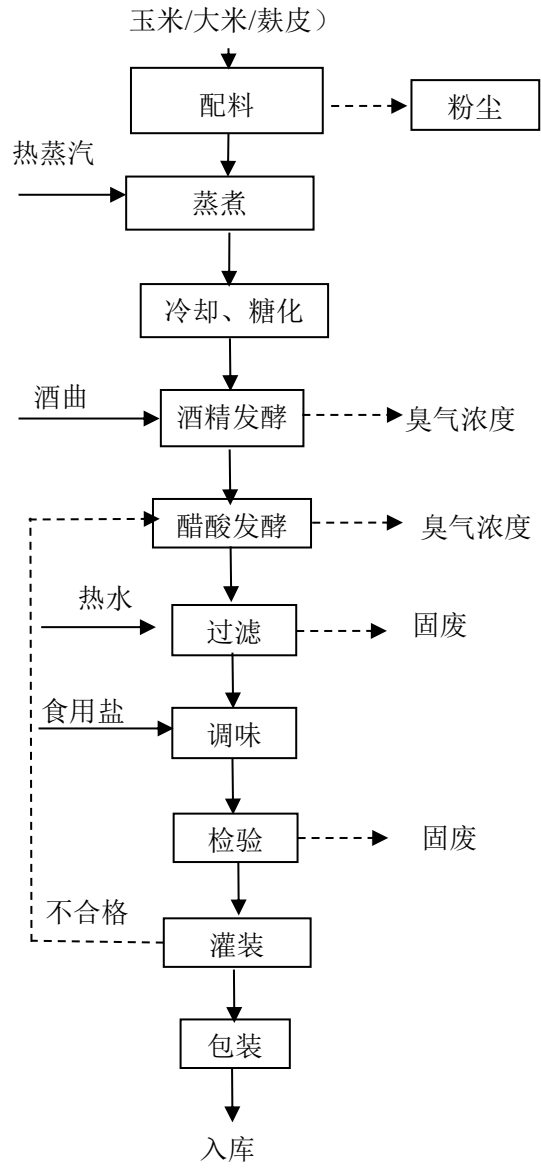 玉米/大米/麸皮）
配料
粉尘
热蒸汽
蒸煮
冷却、糖化
酒曲
酒精发酵
臭气浓度
醋酸发酵
臭气浓度
热水
过滤
固废
食用盐
调味
检验
固废
不合格
灌装
包装
入库